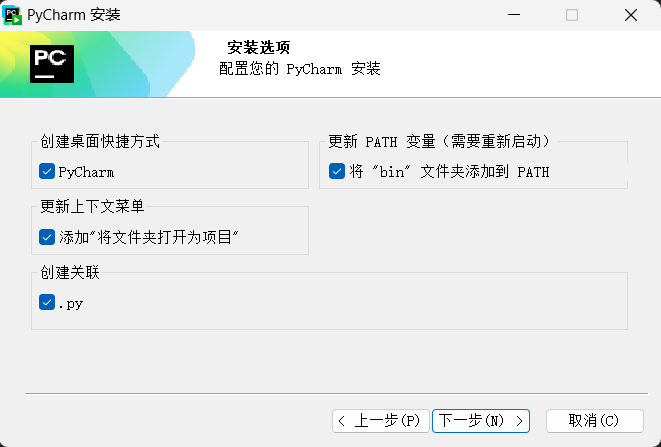 PyCharm 安装
PC
安装选项
配置您的 PyCharm 安装
创建桌面快捷方式
PyCharm
更新 PATH 变量（需要重新启动）
将 "bin" 文件夹添加到 PATH
更新上下文菜单
添加"将文件夹打开为项目"
创建关联
.py
< 上一步(P)
下一步(N) >
取消(C)